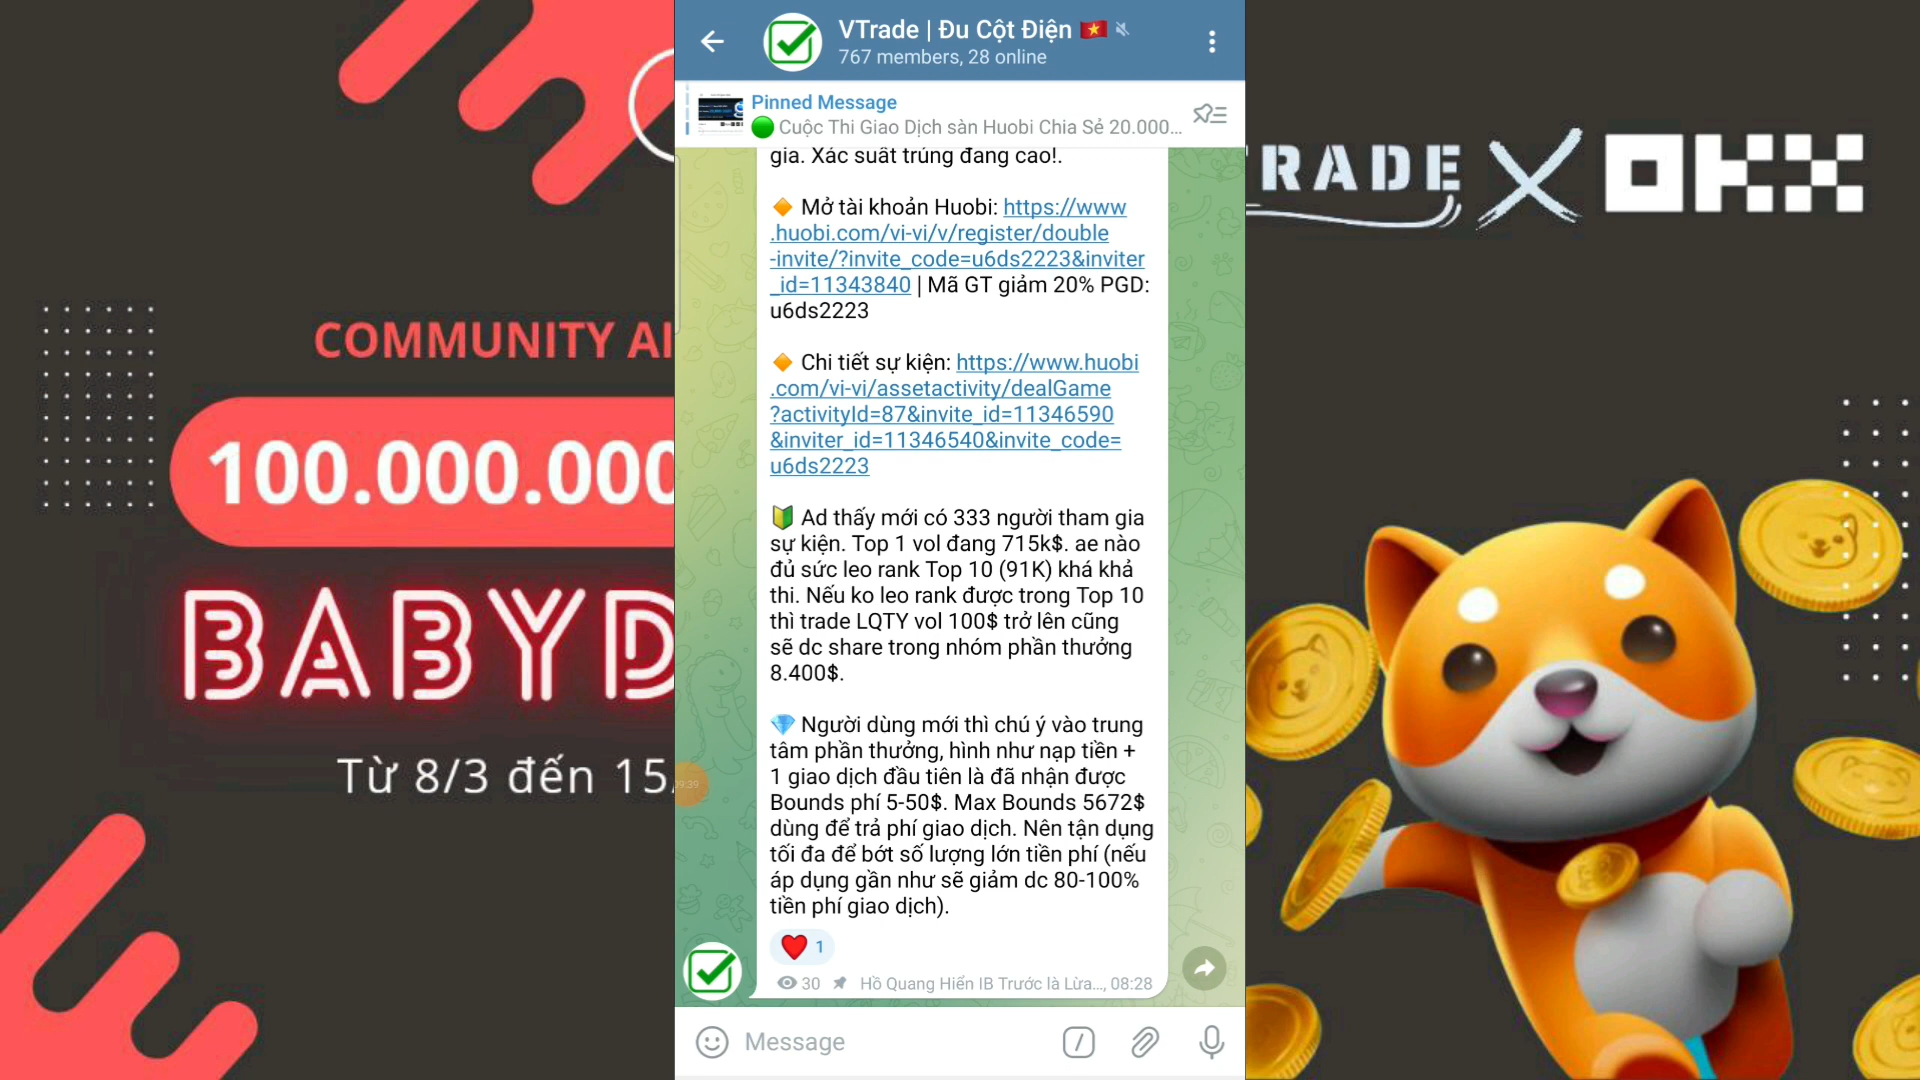 COMMUNITY AI
100.000.000
BABYD
Từ 8/3 đến 15
VTrade | Đu Cột Điện 🇻🇳
767 members, 28 online
Pinned Message
🟢 Cuộc Thi Giao Dịch sàn Huobi Chia Sẻ 20.000...
gia. Xác suất trúng đang cao!.
🔸 Mở tài khoản Huobi: https://www
.huobi.com/vi-vi/v/register/double
-invite/?invite_code=u6ds2223&inviter
_id=11343840 | Mã GT giảm 20% PGD:
u6ds2223
🔸 Chi tiết sự kiện: https://www.huobi
.com/vi-vi/assetactivity/dealGame
?activityId=87&invite_id=11346590
&inviter_id=11346540&invite_code=
u6ds2223
🔰 Ad thấy mới có 333 người tham gia
sự kiện. Top 1 vol đang 715k$. ae nào
đủ sức leo rank Top 10 (91K) khá khả
thi. Nếu ko leo rank được trong Top 10
thì trade LQTY vol 100$ trở lên cũng
sẽ dc share trong nhóm phần thưởng
8.400$.
💎 Người dùng mới thì chú ý vào trung
tâm phần thưởng, hình như nạp tiền +
1 giao dịch đầu tiên là đã nhận được
Bounds phí 5-50$. Max Bounds 5672$
dùng để trả phí giao dịch. Nên tận dụng
tối đa để bớt số lượng lớn tiền phí (nếu
áp dụng gần như sẽ giảm dc 80-100%
tiền phí giao dịch).
❤️ 1
30 Hồ Quang Hiển IB Trước là Lừa..., 08:28
Message
9:39
RADE X OKX